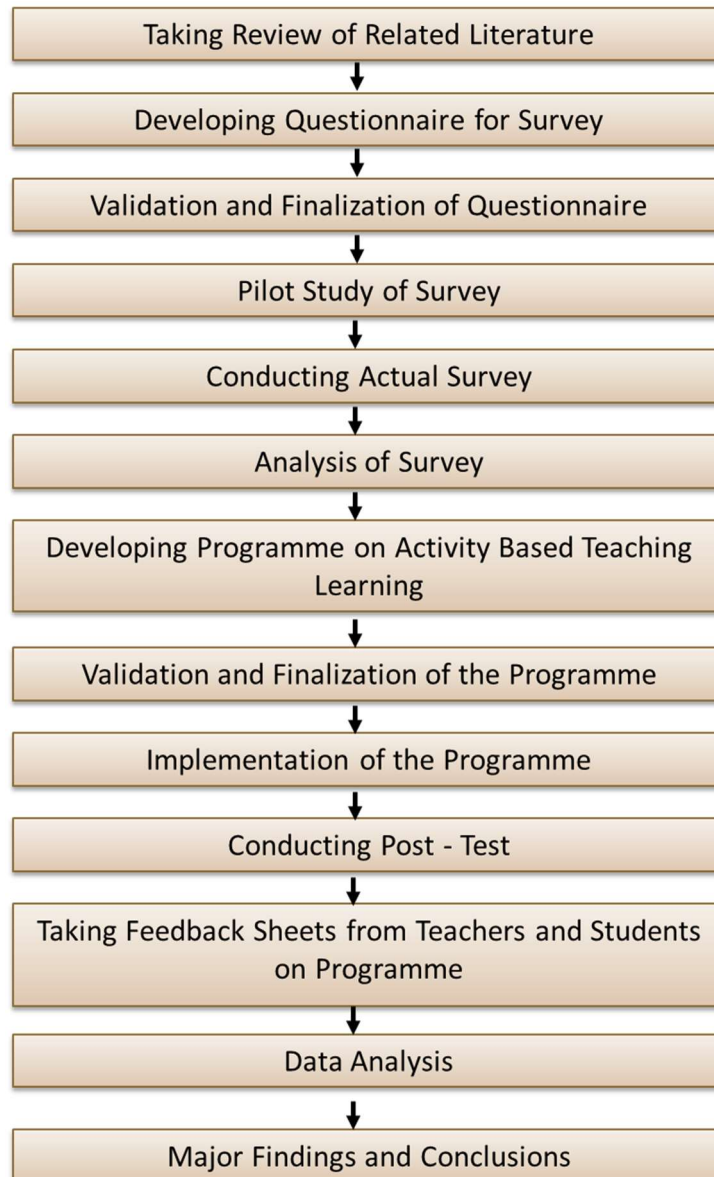 Taking Review of Related Literature
Developing Questionnaire for Survey
Validation and Finalization of Questionnaire
Pilot Study of Survey
Conducting Actual Survey
Analysis of Survey
Developing Programme on Activity Based Teaching
Learning
Validation and Finalization of the Programme
Implementation of the Programme
Conducting Post - Test
Taking Feedback Sheets from Teachers and Students
on Programme
Data Analysis
Major Findings and Conclusions